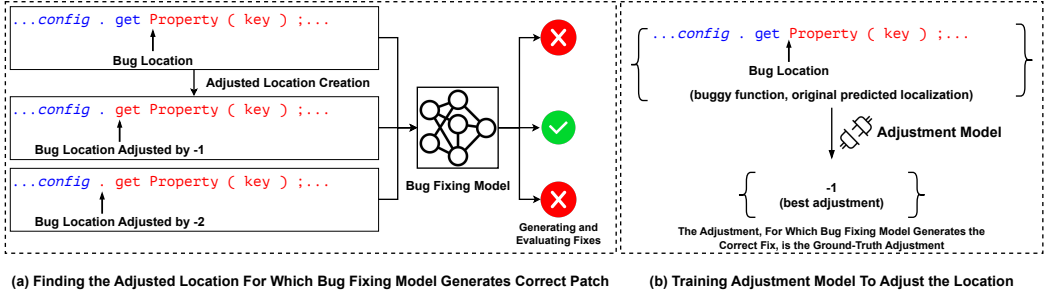 ...config . get Property ( key ) ;...
Bug Location
Adjusted Location Creation
...config . get Property ( key ) ;...
Bug Location Adjusted by -1
...config . get Property ( key ) ;...
Bug Location Adjusted by -2
Bug Fixing Model
Generating and
Evaluating Fixes
(a) Finding the Adjusted Location For Which Bug Fixing Model Generates Correct Patch
...config . get Property ( key ) ;...
Bug Location
(buggy function, original predicted localization)
Adjustment Model
-1
(best adjustment)
The Adjustment, For Which Bug Fixing Model Generates the
Correct Fix, is the Ground-Truth Adjustment
(b) Training Adjustment Model To Adjust the Location